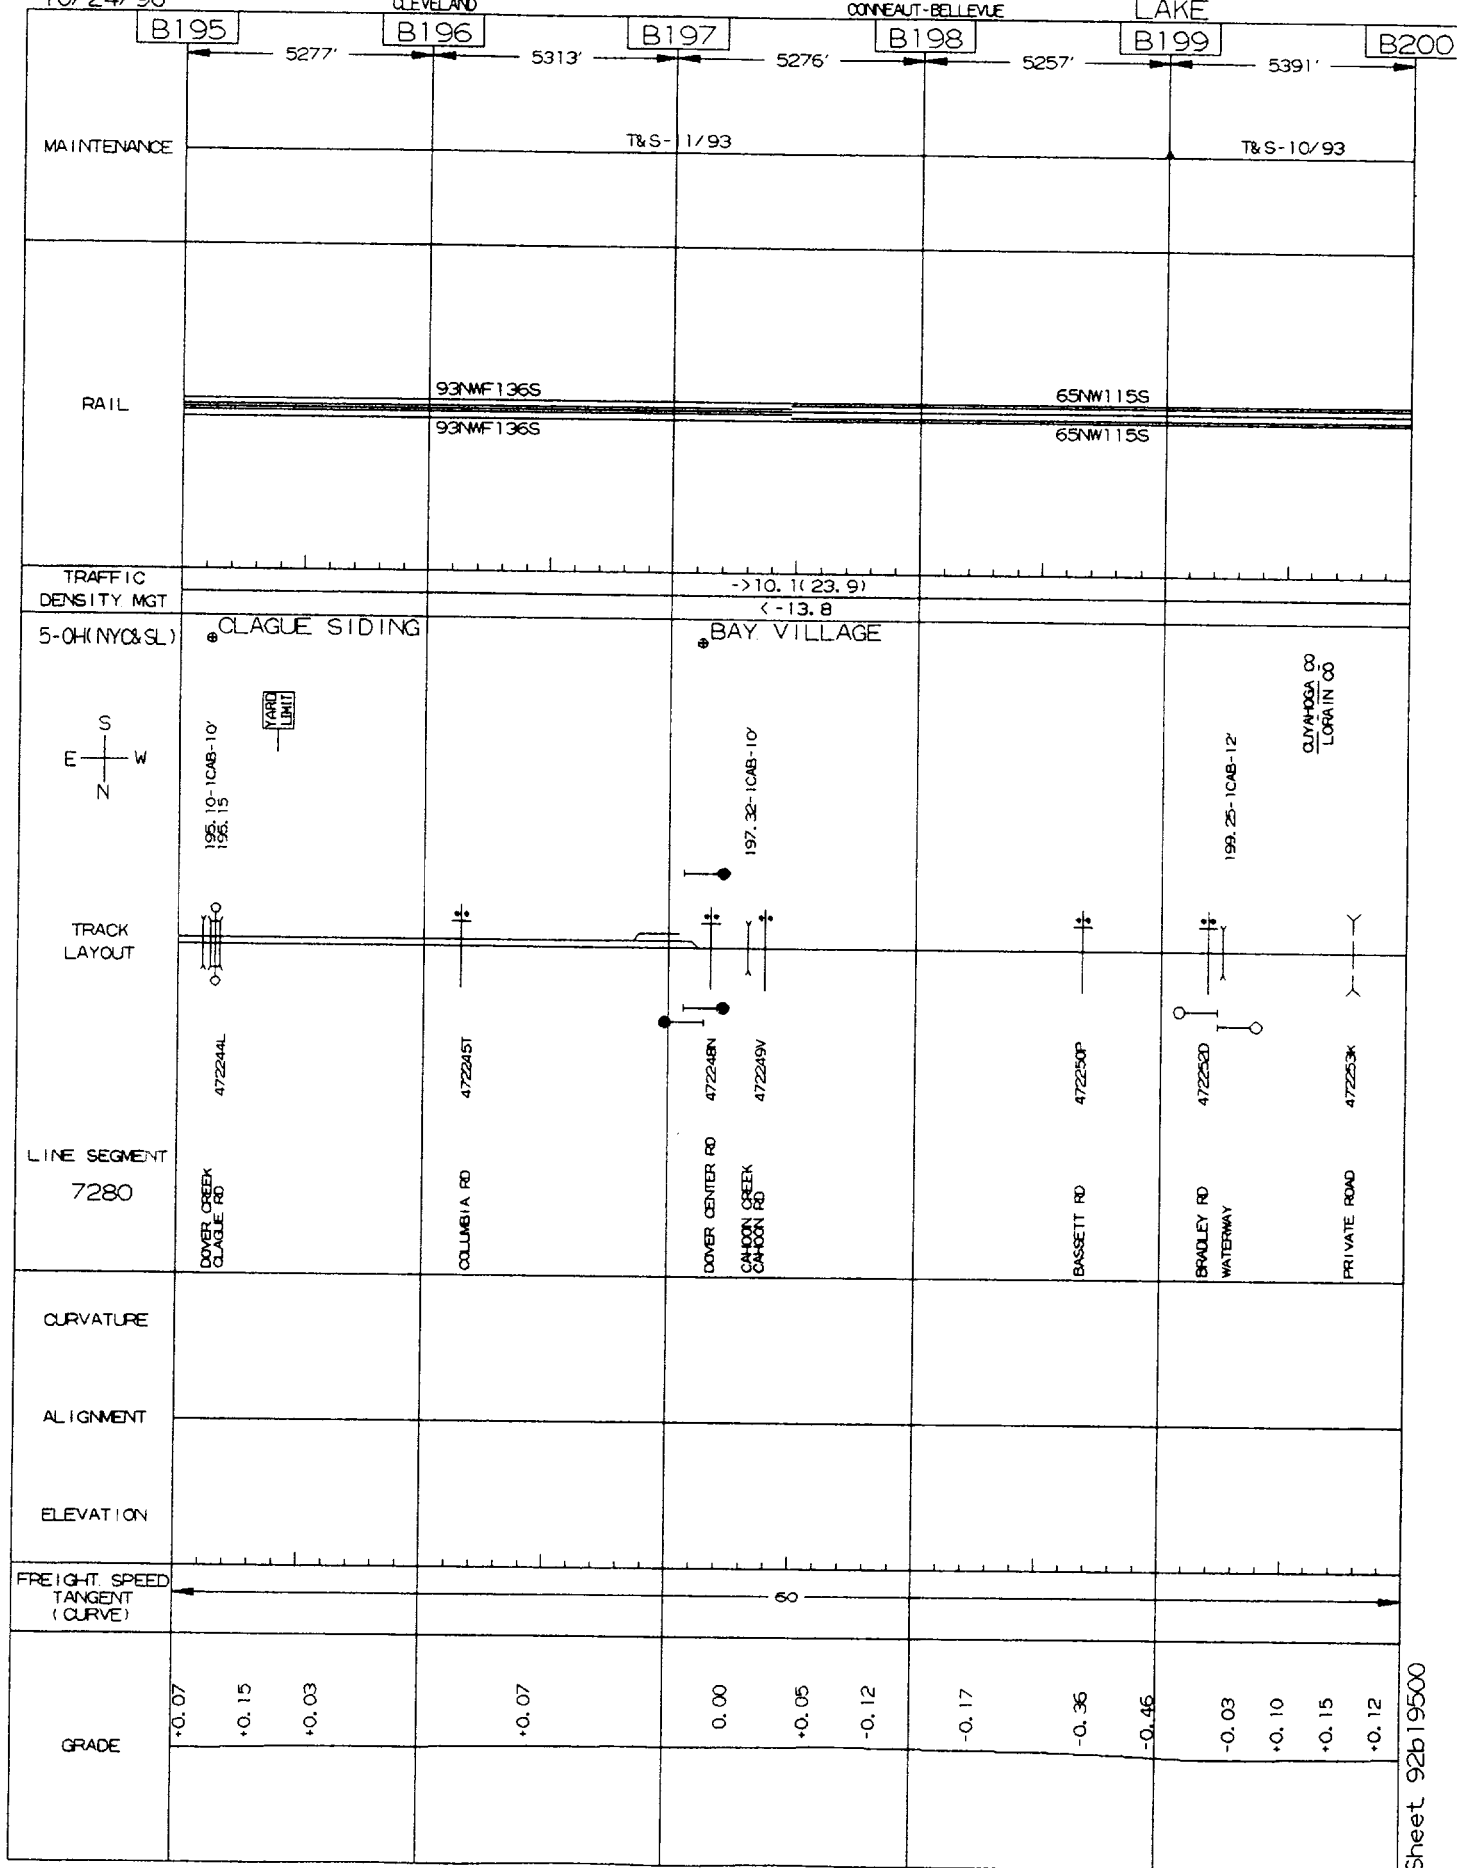 CLEVELAND
CONNEAUT-BELLEVUE
LAKE
B195
B196
B197
B198
B199
B200
5277'
5313'
5276'
5257'
5391'
MAINTENANCE
T&S-11/93
T&S-10/93
RAIL
93NWF136S
65NW115S
93NWF136S
65NW115S
TRAFFIC
DENSITY MGT
->10.1(23.9)
<-13.8
5-OH(NYC&SL)
CLAGUE SIDING
BAY VILLAGE
YARD
LIMIT
CUYAHOGA CO
LORAIN CO
S
E W
N
195.10-1CAB-10'
195.15
197.32-1CAB-10'
199.25-1CAB-12'
TRACK
LAYOUT
472244L
472245T
472248N
472249V
472250P
472252D
472253K
LINE SEGMENT
7280
DOVER CREEK
CLAGUE RD
COLUMBIA RD
DOVER CENTER RD
CAHOON CREEK
CAHOON RD
BASSETT RD
BRADLEY RD
WATERWAY
PRIVATE ROAD
CURVATURE
ALIGNMENT
ELEVATION
FREIGHT SPEED
TANGENT
(CURVE)
60
GRADE
+0.07
+0.15
+0.03
+0.07
0.00
+0.05
-0.12
-0.17
-0.36
-0.46
-0.03
+0.10
+0.15
+0.12
Sheet 92b19500